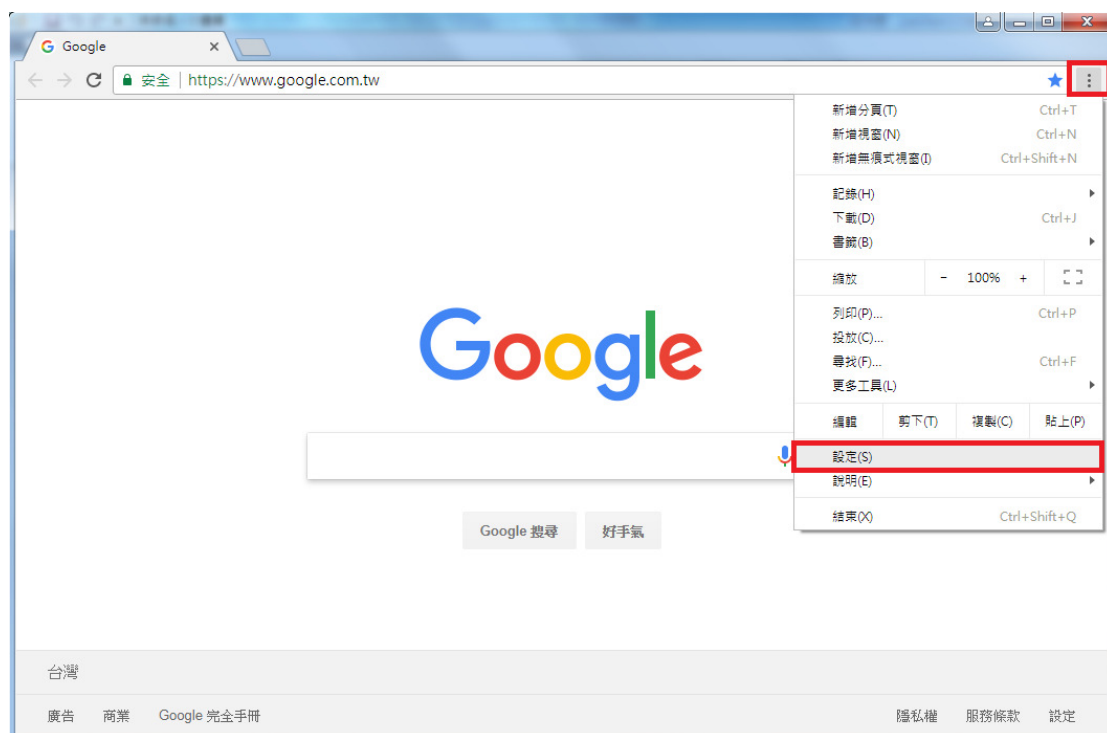 Google
安全 | https://www.google.com.tw
新增分頁(T) Ctrl+T
新增視窗(N) Ctrl+N
新增無痕式視窗(I) Ctrl+Shift+N
記錄(H)
下載(D) Ctrl+J
書籤(B)
縮放 - 100% +
列印(P)... Ctrl+P
投放(C)...
尋找(F)... Ctrl+F
更多工具(L)
編輯 剪下(T) 複製(C) 貼上(P)
設定(S)
說明(E)
結束(X) Ctrl+Shift+Q
Google
Google 搜尋 好手氣
台灣
廣告 商業 Google 完全手冊 隱私權 服務條款 設定